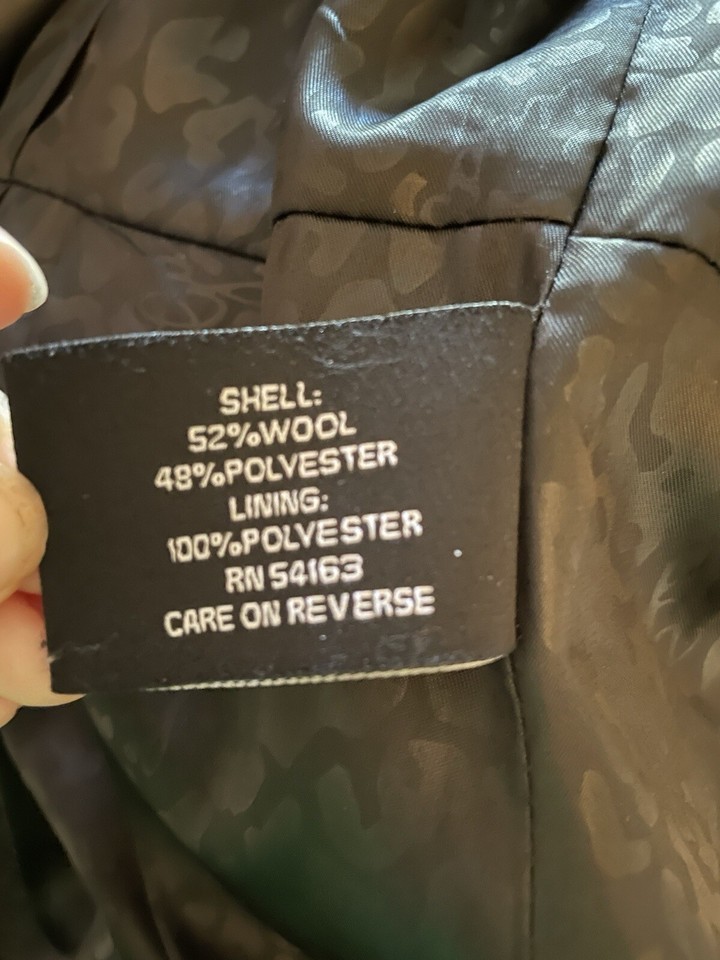 SHELL:
52%WOOL
48%POLYESTER
LINING:
100%POLYESTER
RN 54163
CARE ON REVERSE